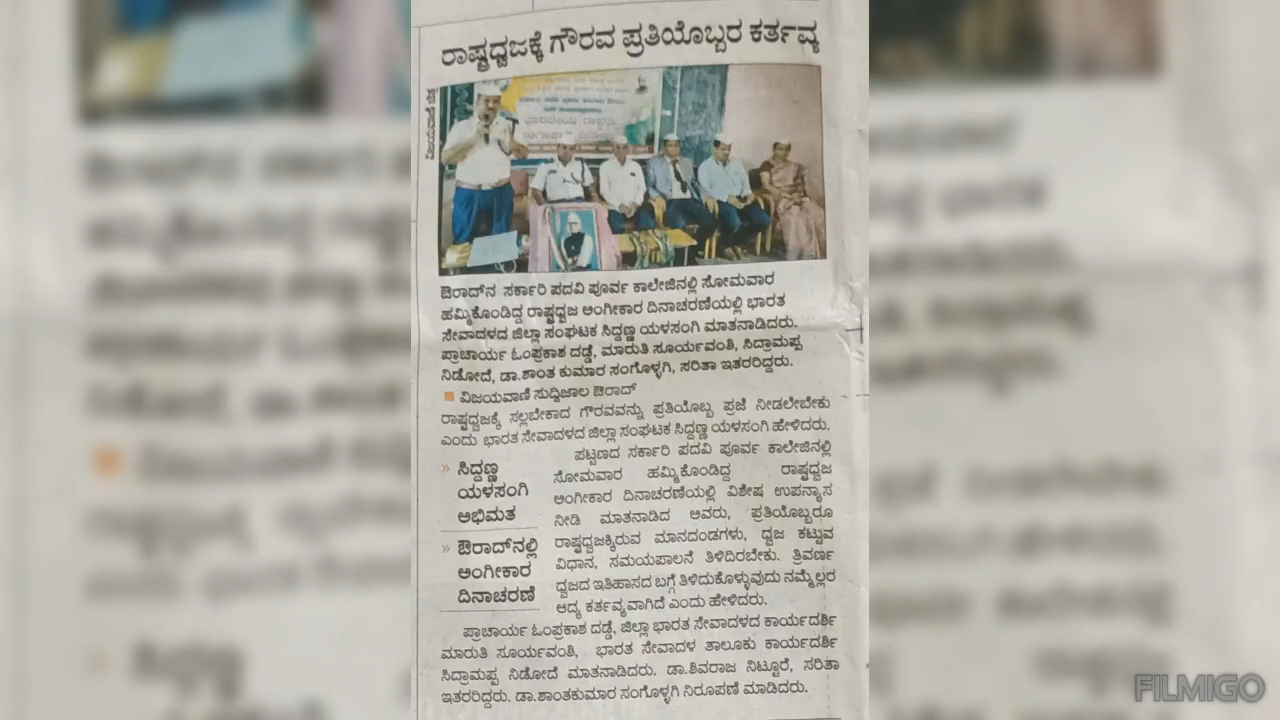 ರಾಷ್ಟ್ರಧ್ವಜಕ್ಕೆ ಗೌರವ ಪ್ರತಿಯೊಬ್ಬರ ಕರ್ತವ್ಯ
ವಿಜಯವಾಣಿ ಚಿತ್ರ
ಭಾರತೀಯ
ಔರಾದ್‌ನ ಸರ್ಕಾರಿ ಪದವಿ ಪೂರ್ವ ಕಾಲೇಜಿನಲ್ಲಿ ಸೋಮವಾರ
ಹಮ್ಮಿಕೊಂಡಿದ್ದ ರಾಷ್ಟ್ರಧ್ವಜ ಅಂಗೀಕಾರ ದಿನಾಚರಣೆಯಲ್ಲಿ ಭಾರತ
ಸೇವಾದಳದ ಜಿಲ್ಲಾ ಸಂಘಟಕ ಸಿದ್ದಣ್ಣ ಯಳಸಂಗಿ ಮಾತನಾಡಿದರು.
ಪ್ರಾಚಾರ್ಯ ಓಂಪ್ರಕಾಶ ದಡ್ಡೆ, ಮಾರುತಿ ಸೂರ್ಯವಂಶಿ, ಸಿದ್ರಾಮಪ್ಪ
ನಿಡೋದೆ, ಡಾ.ಶಾಂತ ಕುಮಾರ ಸಂಗೊಳ್ಳಗಿ, ಸರಿತಾ ಇತರರಿದ್ದರು.
ವಿಜಯವಾಣಿ ಸುದ್ದಿಜಾಲ ಔರಾದ್
ರಾಷ್ಟ್ರಧ್ವಜಕ್ಕೆ ಸಲ್ಲಬೇಕಾದ ಗೌರವವನ್ನು ಪ್ರತಿಯೊಬ್ಬ ಪ್ರಜೆ ನೀಡಲೇಬೇಕು
ಎಂದು ಭಾರತ ಸೇವಾದಳದ ಜಿಲ್ಲಾ ಸಂಘಟಕ ಸಿದ್ದಣ್ಣ ಯಳಸಂಗಿ ಹೇಳಿದರು.
» ಸಿದ್ದಣ್ಣ
ಯಳಸಂಗಿ
ಅಭಿಮತ
» ಔರಾದ್‌ನಲ್ಲಿ
ಅಂಗೀಕಾರ
ದಿನಾಚರಣೆ
ಪಟ್ಟಣದ ಸರ್ಕಾರಿ ಪದವಿ ಪೂರ್ವ ಕಾಲೇಜಿನಲ್ಲಿ
ಸೋಮವಾರ ಹಮ್ಮಿಕೊಂಡಿದ್ದ ರಾಷ್ಟ್ರಧ್ವಜ
ಅಂಗೀಕಾರ ದಿನಾಚರಣೆಯಲ್ಲಿ ವಿಶೇಷ ಉಪನ್ಯಾಸ
ನೀಡಿ ಮಾತನಾಡಿದ ಅವರು, ಪ್ರತಿಯೊಬ್ಬರೂ
ರಾಷ್ಟ್ರಧ್ವಜಕ್ಕಿರುವ ಮಾನದಂಡಗಳು, ಧ್ವಜ ಕಟ್ಟುವ
ವಿಧಾನ, ಸಮಯಪಾಲನೆ ತಿಳಿದಿರಬೇಕು. ತ್ರಿವರ್ಣ
ಧ್ವಜದ ಇತಿಹಾಸದ ಬಗ್ಗೆ ತಿಳಿದುಕೊಳ್ಳುವುದು ನಮ್ಮೆಲ್ಲರ
ಆದ್ಯ ಕರ್ತವ್ಯವಾಗಿದೆ ಎಂದು ಹೇಳಿದರು.
ಪ್ರಾಚಾರ್ಯ ಓಂಪ್ರಕಾಶ ದಡ್ಡೆ, ಜಿಲ್ಲಾ ಭಾರತ ಸೇವಾದಳದ ಕಾರ್ಯದರ್ಶಿ
ಮಾರುತಿ ಸೂರ್ಯವಂಶಿ, ಭಾರತ ಸೇವಾದಳ ತಾಲೂಕು ಕಾರ್ಯದರ್ಶಿ
ಸಿದ್ರಾಮಪ್ಪ ನಿಡೋದೆ ಮಾತನಾಡಿದರು. ಡಾ.ಶಿವರಾಜ ನಿಟ್ಟೂರೆ, ಸರಿತಾ
ಇತರರಿದ್ದರು. ಡಾ.ಶಾಂತಕುಮಾರ ಸಂಗೊಳ್ಳಗಿ ನಿರೂಪಣೆ ಮಾಡಿದರು.
FILMIGO